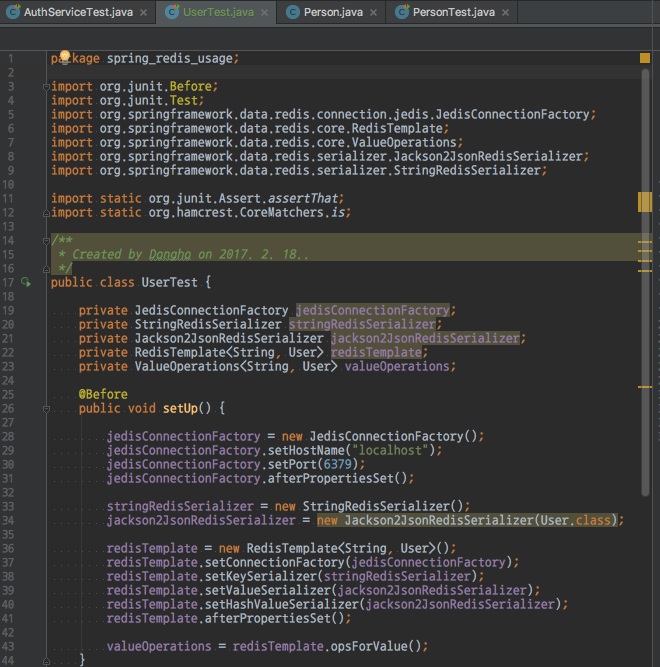 AuthServiceTest.java × UserTest.java × Person.java × PersonTest.java ×
1 package spring_redis_usage;
2
3 import org.junit.Before;
4 import org.junit.Test;
5 import org.springframework.data.redis.connection.jedis.JedisConnectionFactory;
6 import org.springframework.data.redis.core.RedisTemplate;
7 import org.springframework.data.redis.core.ValueOperations;
8 import org.springframework.data.redis.serializer.Jackson2JsonRedisSerializer;
9 import org.springframework.data.redis.serializer.StringRedisSerializer;
10
11 import static org.junit.Assert.assertThat;
12 import static org.hamcrest.CoreMatchers.is;
13
14 /**
15 * Created by Dongho on 2017. 2. 18..
16 */
17 public class UserTest {
18
19 private JedisConnectionFactory jedisConnectionFactory;
20 private StringRedisSerializer stringRedisSerializer;
21 private Jackson2JsonRedisSerializer jackson2JsonRedisSerializer;
22 private RedisTemplate<String, User> redisTemplate;
23 private ValueOperations<String, User> valueOperations;
24
25 @Before
26 public void setUp() {
27
28 jedisConnectionFactory = new JedisConnectionFactory();
29 jedisConnectionFactory.setHostName("localhost");
30 jedisConnectionFactory.setPort(6379);
31 jedisConnectionFactory.afterPropertiesSet();
32
33 stringRedisSerializer = new StringRedisSerializer();
34 jackson2JsonRedisSerializer = new Jackson2JsonRedisSerializer(User.class);
35
36 redisTemplate = new RedisTemplate<String, User>();
37 redisTemplate.setConnectionFactory(jedisConnectionFactory);
38 redisTemplate.setKeySerializer(stringRedisSerializer);
39 redisTemplate.setValueSerializer(jackson2JsonRedisSerializer);
40 redisTemplate.setHashValueSerializer(jackson2JsonRedisSerializer);
41 redisTemplate.afterPropertiesSet();
42
43 valueOperations = redisTemplate.opsForValue();
44 }